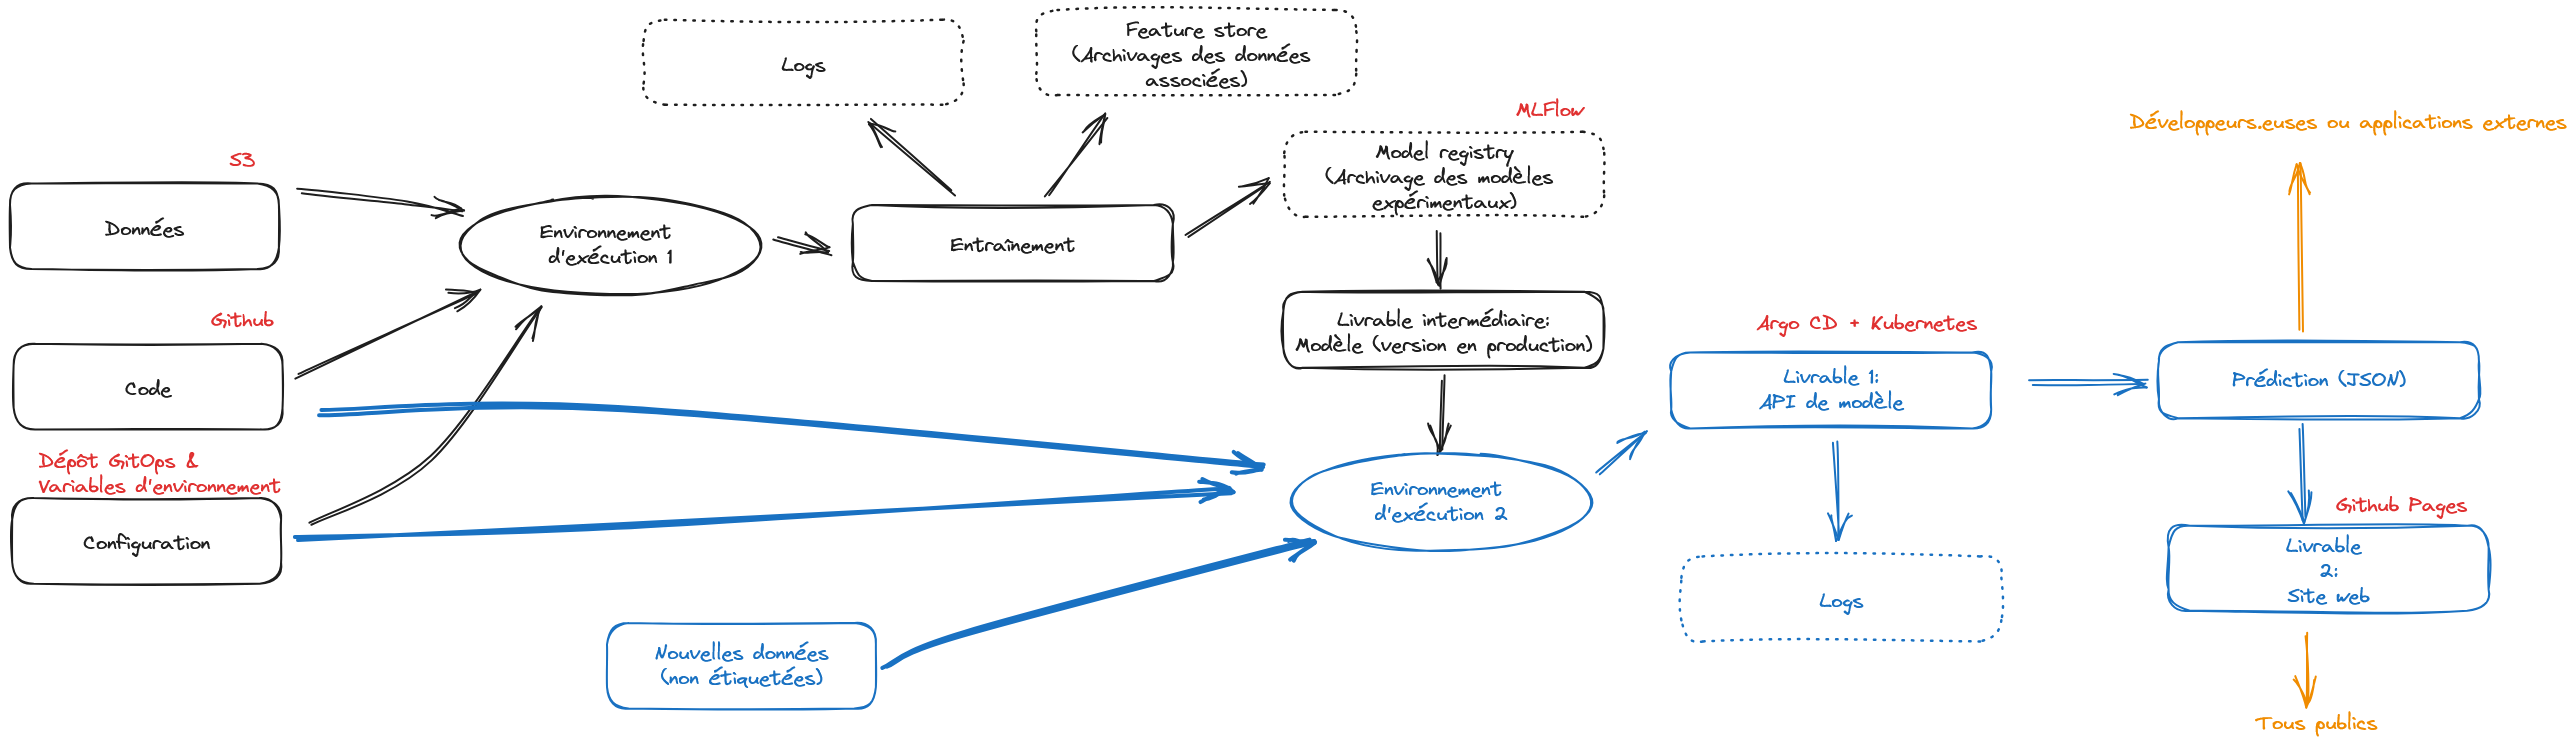 Logs
Feature store
(Archivages des données
associées)
MLFlow
Model registry
(Archivage des modèles
expérimentaux)
Développeurs.euses ou applications externes
S3
Données
Environnement
d'exécution 1
Entraînement
Github
Code
Livrable intermédiaire:
Modèle (version en production)
Argo CD + Kubernetes
Livrable 1:
API de modèle
Prédiction (JSON)
Dépôt GitOps &
Variables d'environnement
Configuration
Environnement
d'exécution 2
Github Pages
Livrable
2:
Site web
Logs
Nouvelles données
(non étiquetées)
Tous publics